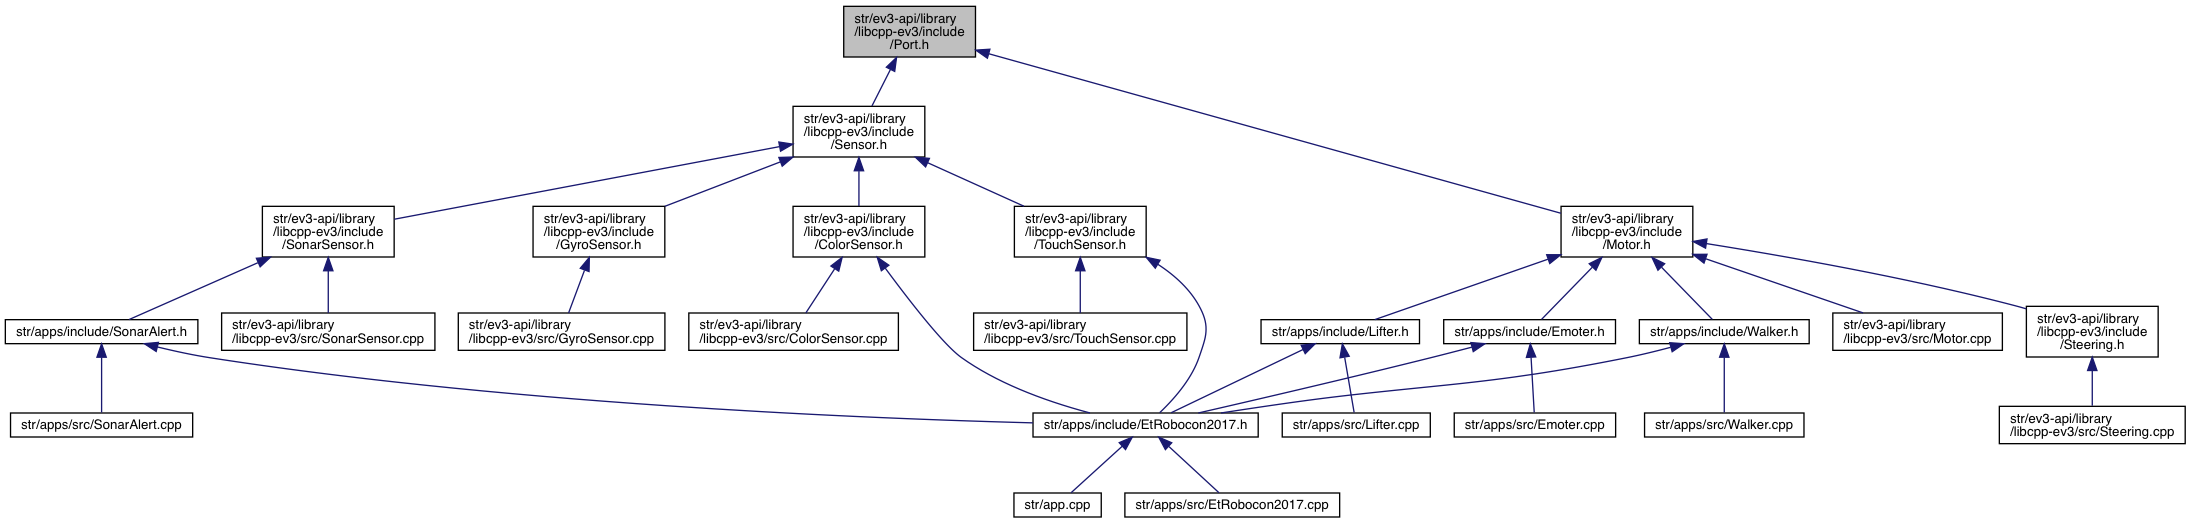 str/ev3-api/library
/libcpp-ev3/include
/Port.h
str/ev3-api/library
/libcpp-ev3/include
/Sensor.h
str/ev3-api/library
/libcpp-ev3/include
/SonarSensor.h
str/ev3-api/library
/libcpp-ev3/include
/GyroSensor.h
str/ev3-api/library
/libcpp-ev3/include
/ColorSensor.h
str/ev3-api/library
/libcpp-ev3/include
/TouchSensor.h
str/ev3-api/library
/libcpp-ev3/include
/Motor.h
str/apps/include/SonarAlert.h
str/ev3-api/library
/libcpp-ev3/src/SonarSensor.cpp
str/ev3-api/library
/libcpp-ev3/src/GyroSensor.cpp
str/ev3-api/library
/libcpp-ev3/src/ColorSensor.cpp
str/ev3-api/library
/libcpp-ev3/src/TouchSensor.cpp
str/apps/include/Lifter.h
str/apps/include/Emoter.h
str/apps/include/Walker.h
str/ev3-api/library
/libcpp-ev3/src/Motor.cpp
str/ev3-api/library
/libcpp-ev3/include
/Steering.h
str/apps/src/SonarAlert.cpp
str/apps/include/EtRobocon2017.h
str/apps/src/Lifter.cpp
str/apps/src/Emoter.cpp
str/apps/src/Walker.cpp
str/ev3-api/library
/libcpp-ev3/src/Steering.cpp
str/app.cpp
str/apps/src/EtRobocon2017.cpp